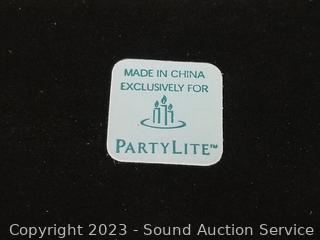 MADE IN CHINA
EXCLUSIVELY FOR
PARTYLITE™
Copyright 2023 - Sound Auction Service